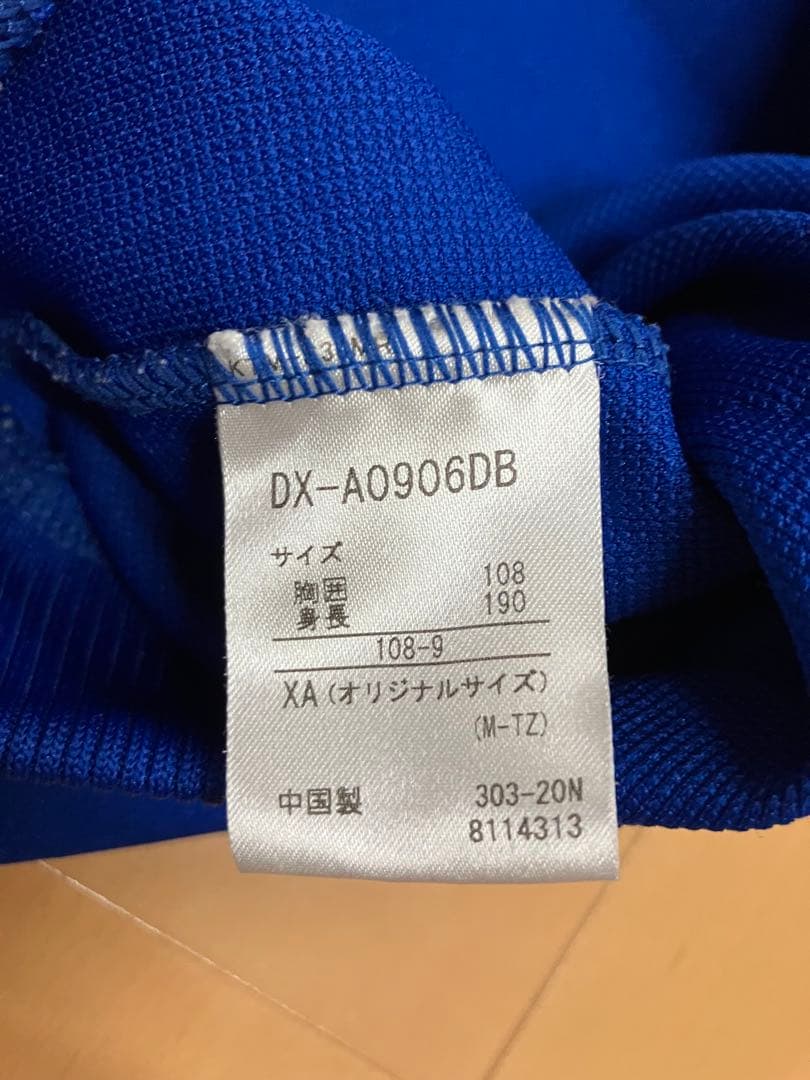 DX-A0906DB
サイズ
胸囲 108
身長 190
108-9
XA(オリジナルサイズ)
(M-TZ)
中国製 303-20N
8114313